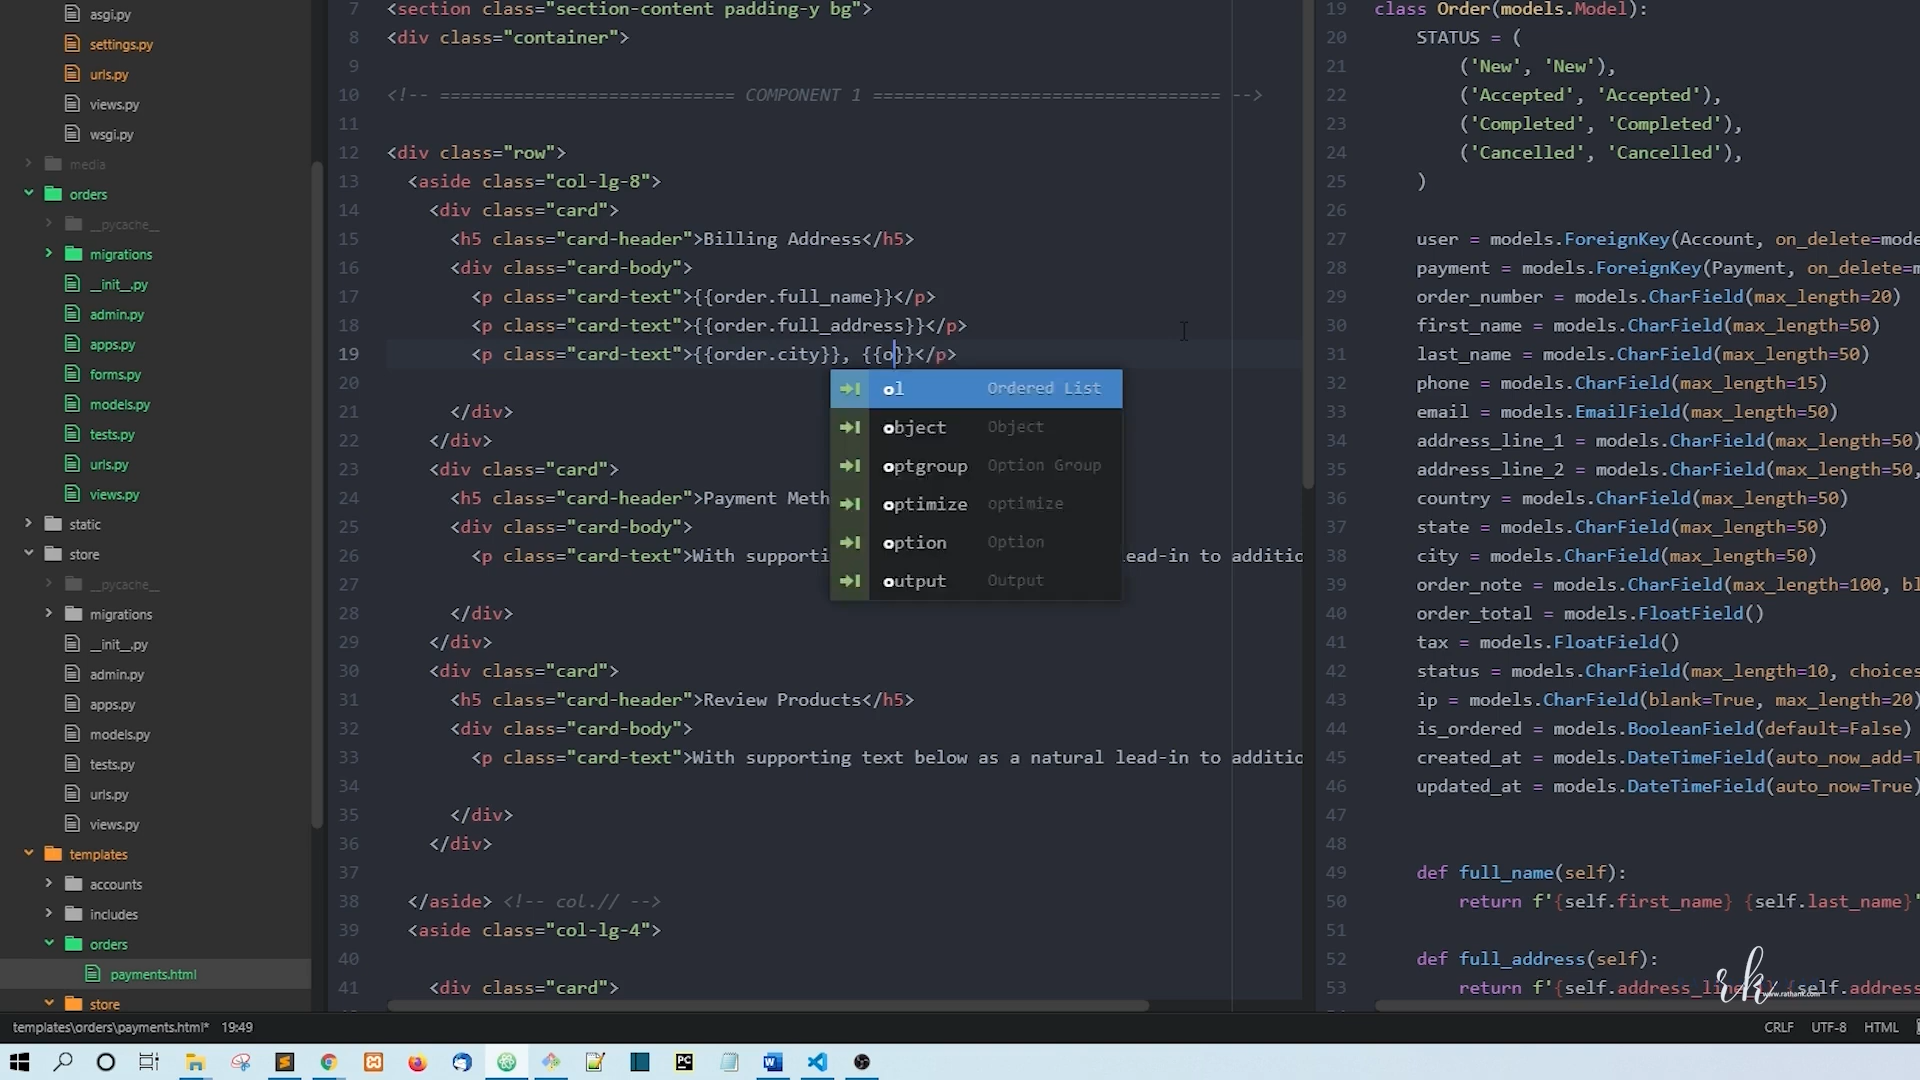 asgi.py
settings.py
urls.py
views.py
wsgi.py
media
orders
__pycache__
migrations
__init__.py
admin.py
apps.py
forms.py
models.py
tests.py
urls.py
views.py
static
store
__pycache__
migrations
__init__.py
admin.py
apps.py
models.py
tests.py
urls.py
views.py
templates
accounts
includes
orders
payments.html
store
7 <section class="section-content padding-y bg">
8 <div class="container">
9
10 <!-- ============================ COMPONENT 1 ================================= -->
11
12 <div class="row">
13 <aside class="col-lg-8">
14 <div class="card">
15 <h5 class="card-header">Billing Address</h5>
16 <div class="card-body">
17 <p class="card-text">{{order.full_name}}</p>
18 <p class="card-text">{{order.full_address}}</p>
19 <p class="card-text">{{order.city}}, {{o}}</p>
20
21 </div>
22 </div>
23 <div class="card">
24 <h5 class="card-header">Payment Meth
25 <div class="card-body">
26 <p class="card-text">With supporti ead-in to additio
27
28 </div>
29 </div>
30 <div class="card">
31 <h5 class="card-header">Review Products</h5>
32 <div class="card-body">
33 <p class="card-text">With supporting text below as a natural lead-in to additio
34
35 </div>
36 </div>
37
38 </aside> <!-- col.// -->
39 <aside class="col-lg-4">
40
41 <div class="card">
ol Ordered List
object Object
optgroup Option Group
optimize optimize
option Option
output Output
19 class Order(models.Model):
20 STATUS = (
21 ('New', 'New'),
22 ('Accepted', 'Accepted'),
23 ('Completed', 'Completed'),
24 ('Cancelled', 'Cancelled'),
25 )
26
27 user = models.ForeignKey(Account, on_delete=mode
28 payment = models.ForeignKey(Payment, on_delete=m
29 order_number = models.CharField(max_length=20)
30 first_name = models.CharField(max_length=50)
31 last_name = models.CharField(max_length=50)
32 phone = models.CharField(max_length=15)
33 email = models.EmailField(max_length=50)
34 address_line_1 = models.CharField(max_length=50)
35 address_line_2 = models.CharField(max_length=50,
36 country = models.CharField(max_length=50)
37 state = models.CharField(max_length=50)
38 city = models.CharField(max_length=50)
39 order_note = models.CharField(max_length=100, bl
40 order_total = models.FloatField()
41 tax = models.FloatField()
42 status = models.CharField(max_length=10, choices
43 ip = models.CharField(blank=True, max_length=20)
44 is_ordered = models.BooleanField(default=False)
45 created_at = models.DateTimeField(auto_now_add=T
46 updated_at = models.DateTimeField(auto_now=True)
47
48
49 def full_name(self):
50 return f'{self.first_name} {self.last_name}'
51
52 def full_address(self):
53 return f'{self.address_line {self.address
rk
www.rathank.com
templates\orders\payments.html* 19:49
CRLF UTF-8 HTML